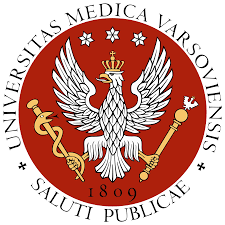 UNIVERSITAS MEDICA VARSOVIENSIS
SALUTI PUBLICAE
1809